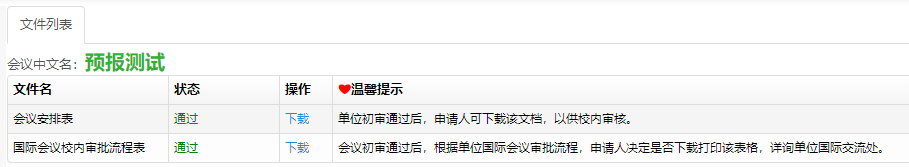 文件列表
会议中文名：预报测试
文件名 状态 操作 ❤温馨提示
会议安排表 通过 下载 单位初审通过后，申请人可下载该文档，以供校内审核。
国际会议校内审批流程表 通过 下载 会议初审通过后，根据单位国际会议审批流程，申请人决定是否下载打印该表格，详询单位国际交流处。